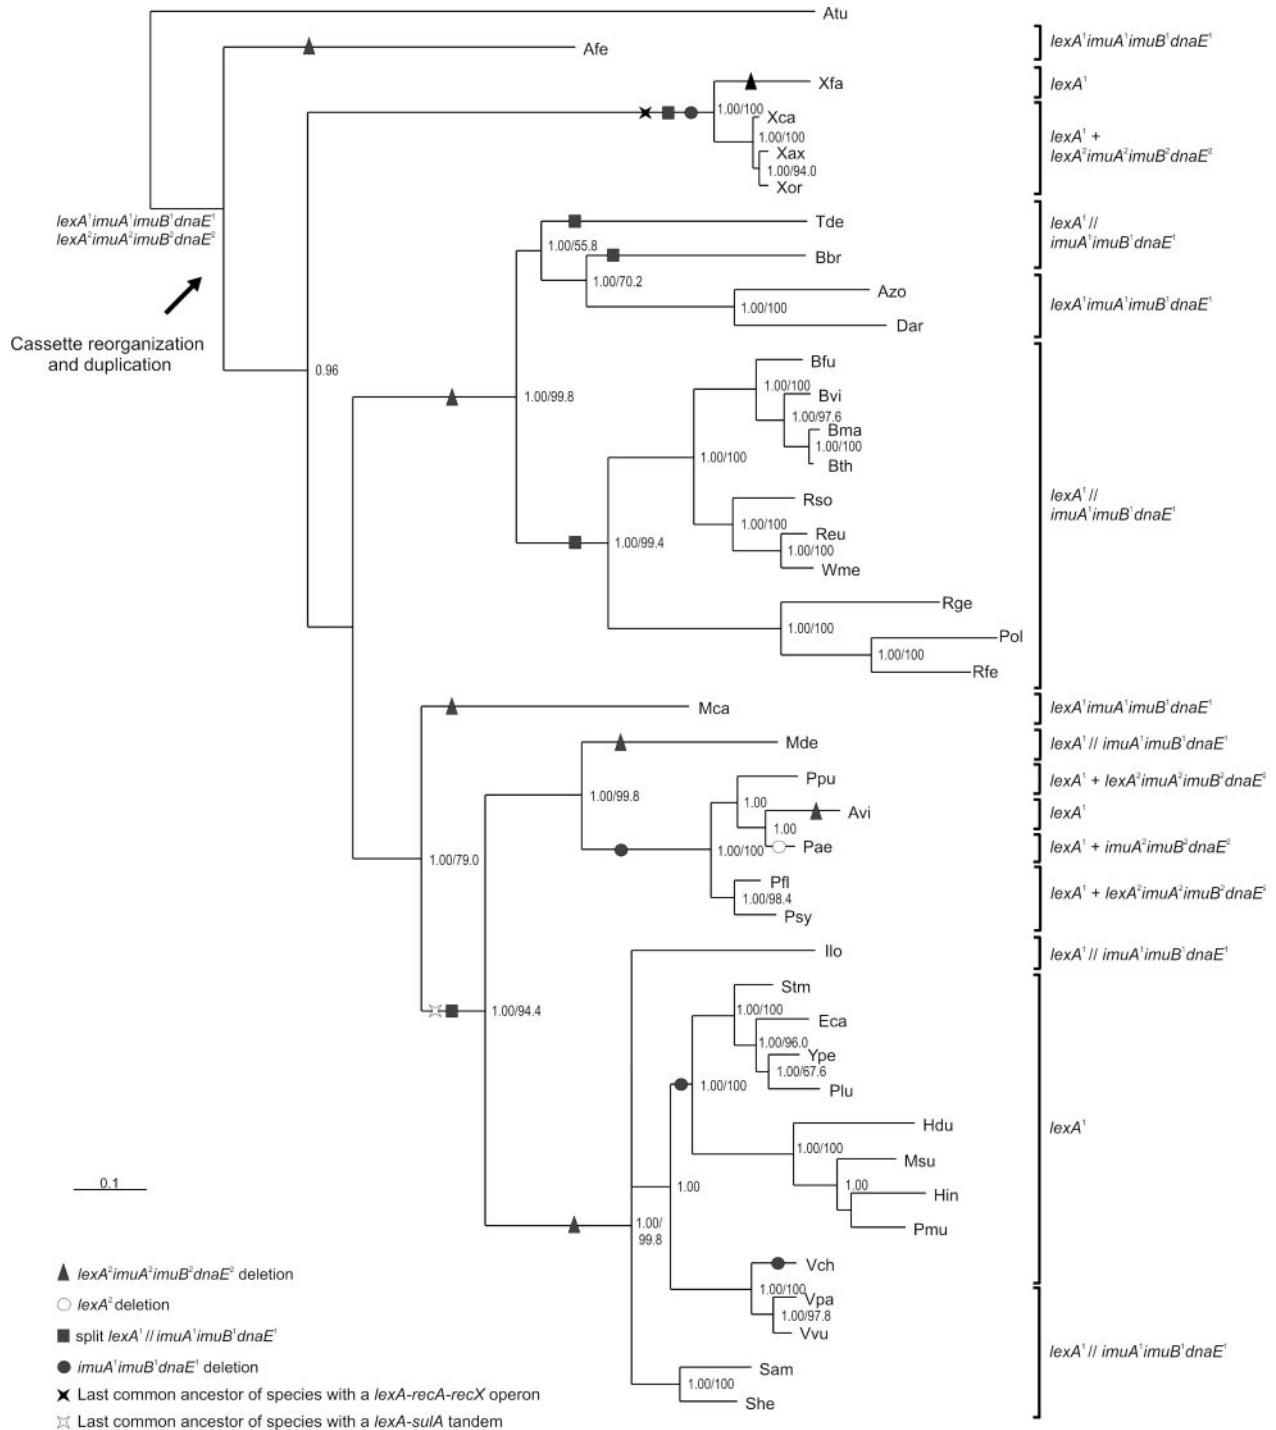 Atu
Afe
lexA¹imuA¹imuB¹dnaE¹
Xfa
lexA¹
1.00/100
Xca
1.00/100
Xax
1.00/94.0
Xor
lexA¹ +
lexA²imuA²imuB²dnaE²
lexA¹imuA¹imuB¹dnaE¹
lexA²imuA²imuB²dnaE²
Cassette reorganization
and duplication
0.96
Tde
1.00/55.8
Bbr
lexA¹ //
imuA¹imuB¹dnaE¹
1.00/70.2
Azo
1.00/100
Dar
lexA¹imuA¹imuB¹dnaE¹
1.00/99.8
Bfu
1.00/100
Bvi
1.00/97.6
Bma
1.00/100
Bth
1.00/100
Rso
1.00/100
Reu
1.00/100
Wme
1.00/99.4
Rge
1.00/100
Pol
1.00/100
Rfe
lexA¹ //
imuA¹imuB¹dnaE¹
Mca
lexA¹imuA¹imuB¹dnaE¹
Mde
lexA¹ // imuA¹imuB¹dnaE¹
1.00/99.8
Ppu
lexA¹ + lexA²imuA²imuB²dnaE²
1.00
Avi
lexA¹
1.00
1.00/100
Pae
lexA¹ + imuA²imuB²dnaE²
1.00/79.0
Pfl
1.00/98.4
Psy
lexA¹ + lexA²imuA²imuB²dnaE²
Ilo
lexA¹ // imuA¹imuB¹dnaE¹
1.00/94.4
Stm
1.00/100
Eca
1.00/96.0
Ype
1.00/67.6
Plu
1.00/100
Hdu
1.00/100
Msu
1.00
Hin
Pmu
lexA¹
1.00
1.00/
99.8
Vch
1.00/100
Vpa
1.00/97.8
Vvu
Sam
1.00/100
She
lexA¹ // imuA¹imuB¹dnaE¹
0.1
lexA²imuA²imuB²dnaE² deletion
lexA² deletion
split lexA¹ // imuA¹imuB¹dnaE¹
imuA¹imuB¹dnaE¹ deletion
Last common ancestor of species with a lexA-recA-recX operon
Last common ancestor of species with a lexA-sulA tandem